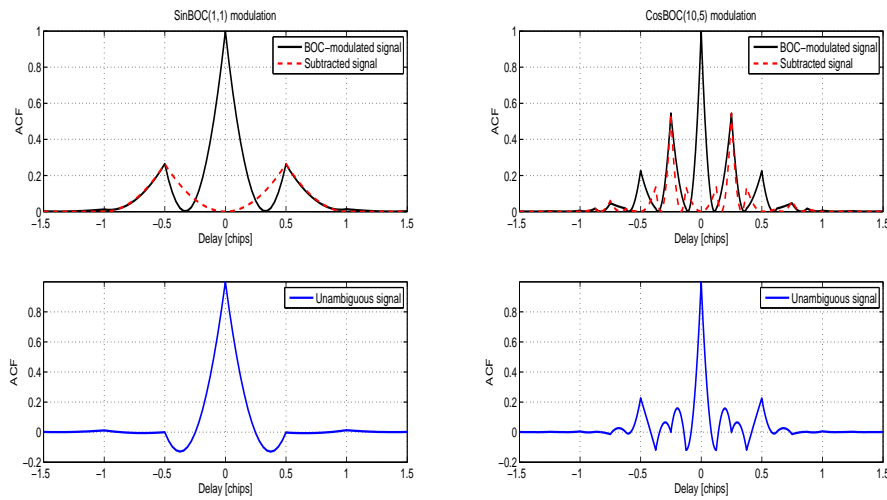 SinBOC(1,1) modulation
1
0.8
0.6
0.4
0.2
0
ACF
BOC-modulated signal
Subtracted signal
−1.5 −1 −0.5 0 0.5 1 1.5
Delay [chips]
CosBOC(10,5) modulation
1
0.8
0.6
0.4
0.2
0
ACF
BOC-modulated signal
Subtracted signal
−1.5 −1 −0.5 0 0.5 1 1.5
Delay [chips]
0.8
0.6
0.4
0.2
0
−0.2
ACF
Unambiguous signal
−1.5 −1 −0.5 0 0.5 1 1.5
Delay [chips]
0.8
0.6
0.4
0.2
0
−0.2
ACF
Unambiguous signal
−1.5 −1 −0.5 0 0.5 1 1.5
Delay [chips]